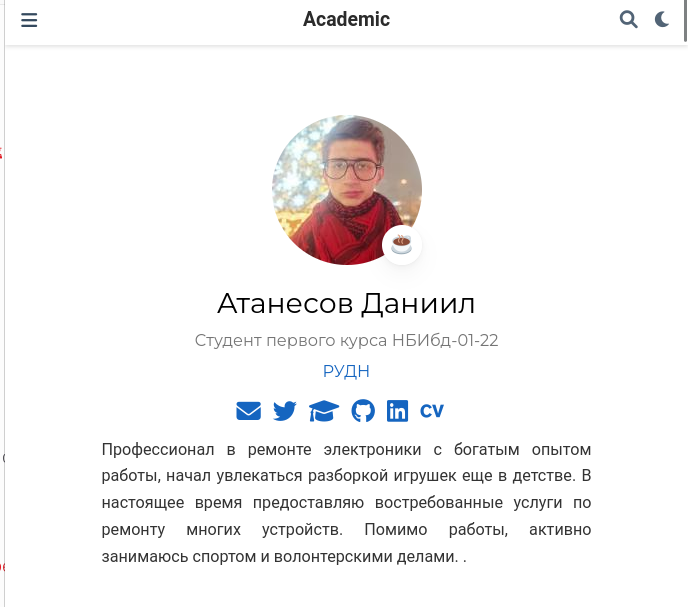 Academic
Атанесов Даниил
Студент первого курса НБИбд-01-22
РУДН
CV
Профессионал в ремонте электроники с богатым опытом
работы, начал увлекаться разборкой игрушек еще в детстве. В
настоящее время предоставляю востребованные услуги по
ремонту многих устройств. Помимо работы, активно
занимаюсь спортом и волонтерскими делами. .